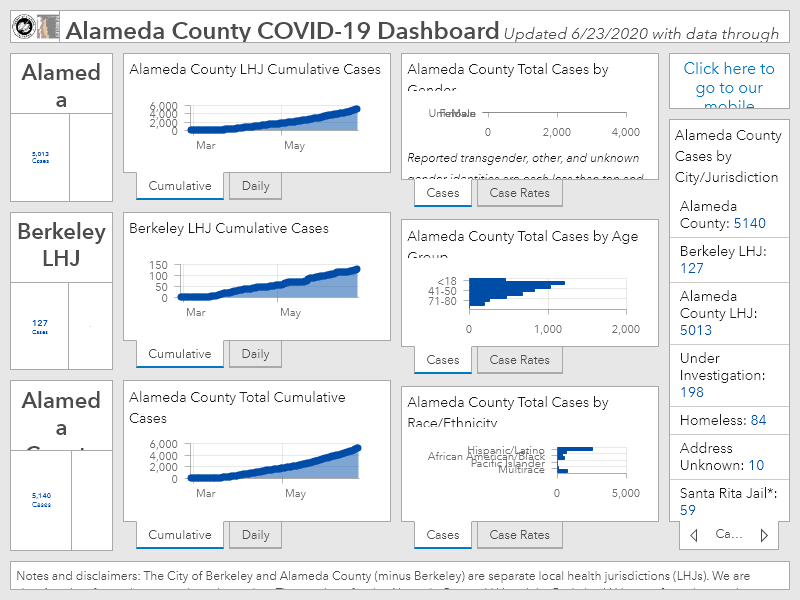 Alameda County COVID-19 Dashboard Updated 6/23/2020 with data through
Alamed
a
5,013
Cases
Alameda County LHJ Cumulative Cases
6,000
4,000
2,000
0
Mar
May
Cumulative
Daily
Alameda County Total Cases by
Gender
Male
0
2,000
4,000
Reported transgender, other, and unknown
gender identities are each less than ten and
Cases
Case Rates
Click here to
go to our
mobile
Berkeley
LHJ
127
Cases
Berkeley LHJ Cumulative Cases
150
100
50
0
Mar
May
Cumulative
Daily
Alameda County Total Cases by Age
Group
<18
41-50
71-80
0
1,000
2,000
Cases
Case Rates
Alamed
a
County
5,140
Cases
Alameda County Total Cumulative
Cases
6,000
4,000
2,000
0
Mar
May
Cumulative
Daily
Alameda County Total Cases by
Race/Ethnicity
Hispanic/Latino
African American/Black
Pacific Islander
Multirace
0
5,000
Cases
Case Rates
Alameda County
Cases by
City/Jurisdiction
Alameda
County: 5140
Berkeley LHJ:
127
Alameda
County LHJ:
5013
Under
Investigation:
198
Homeless: 84
Address
Unknown: 10
Santa Rita Jail*:
59
Ca...
Notes and disclaimers: The City of Berkeley and Alameda County (minus Berkeley) are separate local health jurisdictions (LHJs). We are